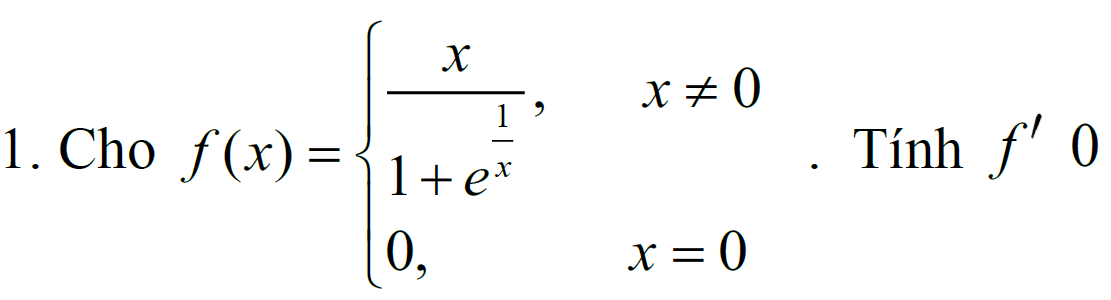 1. Cho f(x) = { x / (1 + e^(1/x)), x ≠ 0
0, x = 0 . Tính f′ 0